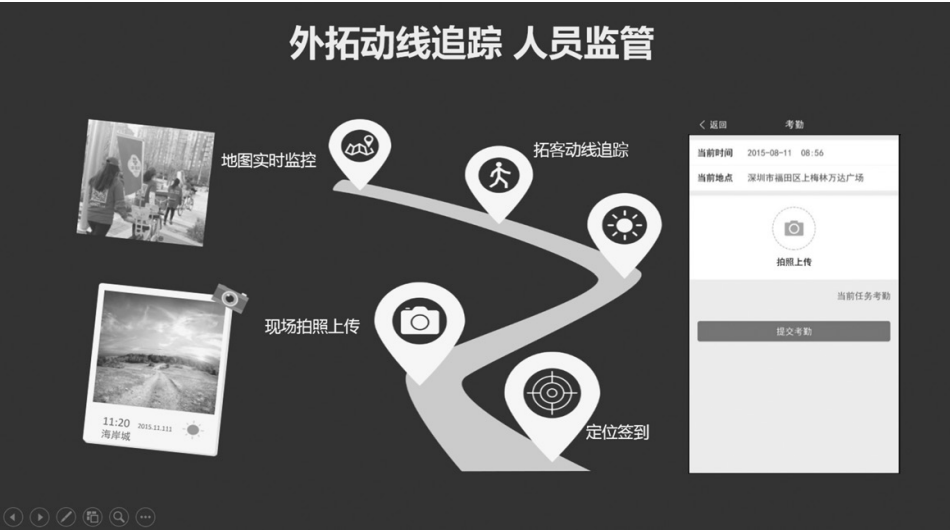 外拓动线追踪 人员监管
地图实时监控
拓客动线追踪
现场拍照上传
定位签到
11:20
2015.11.111
海岸城
返回
考勤
当前时间 2015-08-11 08:56
当前地点 深圳市福田区上梅林万达广场
拍照上传
当前任务考勤
提交考勤